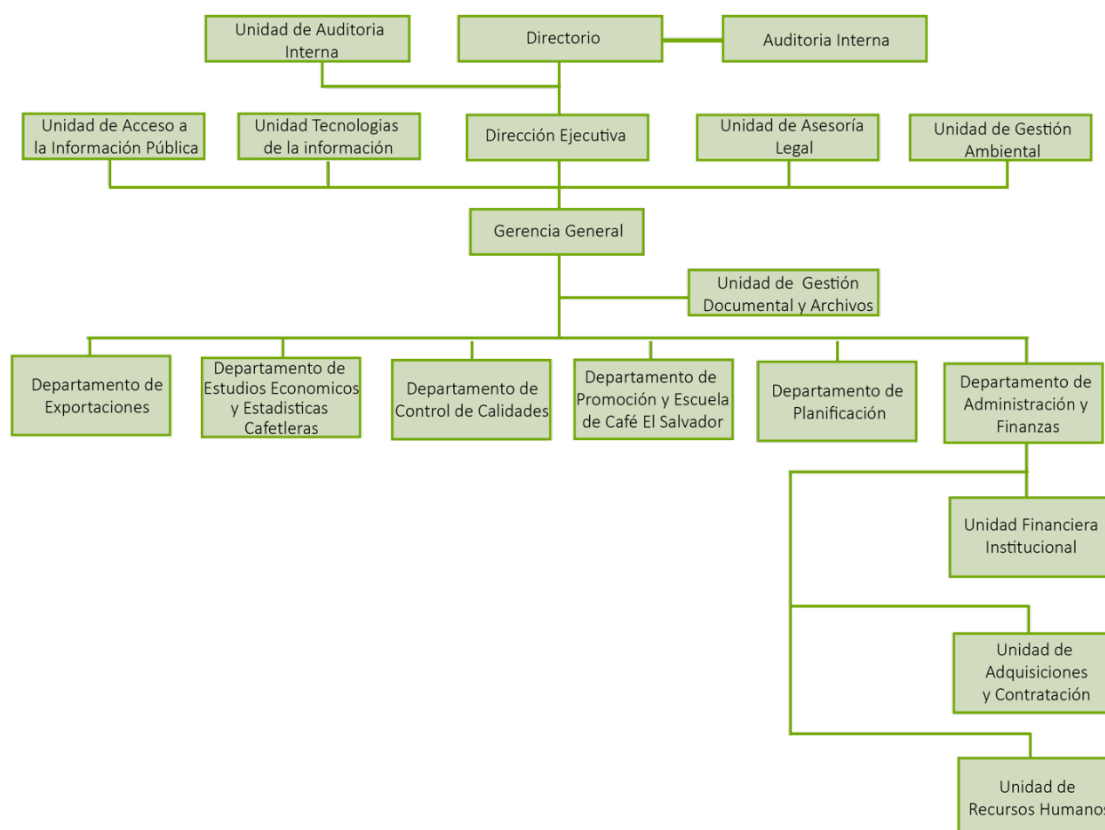 Unidad de Auditoria
Interna
Directorio
Auditoria Interna
Unidad de Acceso a
la Información Pública
Unidad Tecnologias
de la información
Dirección Ejecutiva
Unidad de Asesoría
Legal
Unidad de Gestión
Ambiental
Gerencia General
Unidad de Gestión
Documental y Archivos
Departamento de
Exportaciones
Departamento de
Estudios Economicos
y Estadisticas
Cafetleras
Departamento de
Control de Calidades
Departamento de
Promoción y Escuela
de Café El Salvador
Departamento de
Planificación
Departamento de
Administración y
Finanzas
Unidad Financiera
Institucional
Unidad de
Adquisiciones
y Contratación
Unidad de
Recursos Humanos